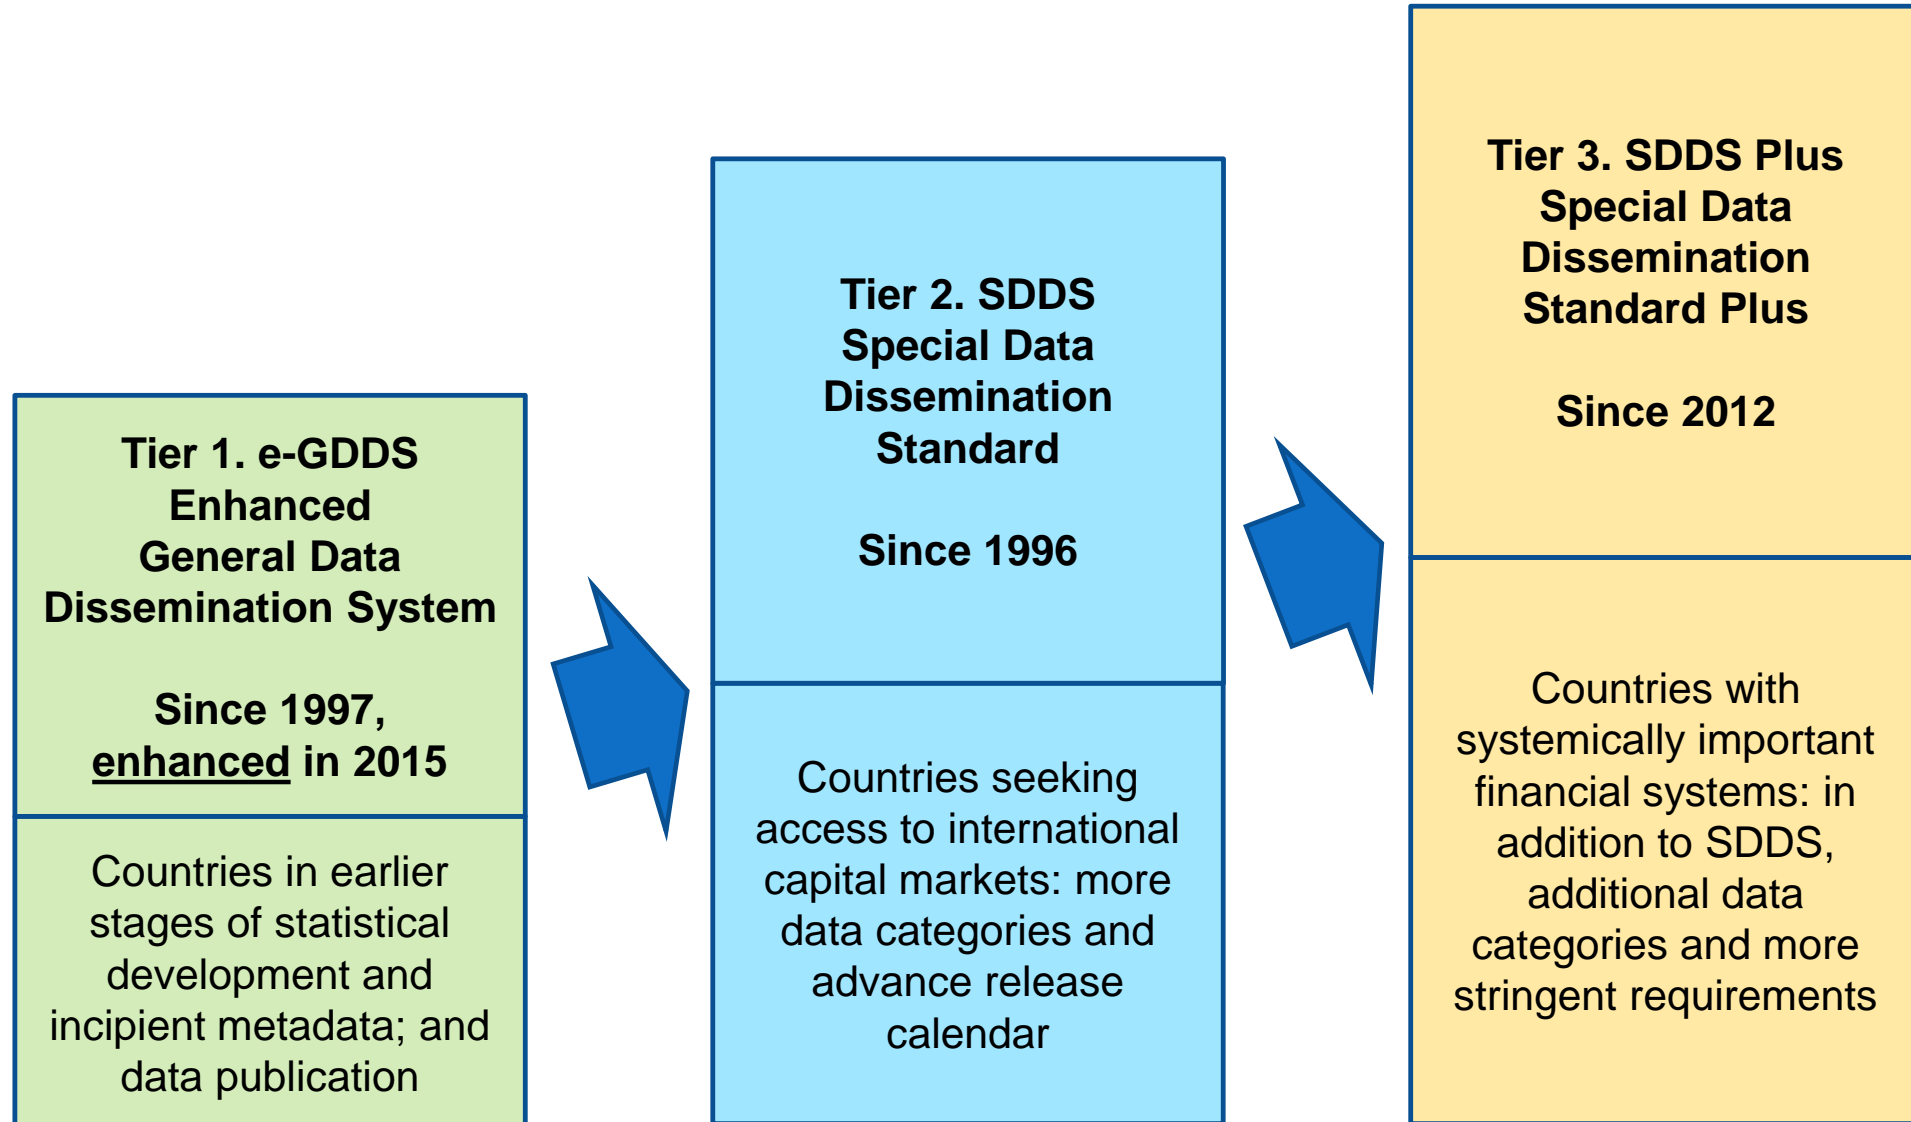 Tier 1. e-GDDS
Enhanced
General Data
Dissemination System
Since 1997,
enhanced in 2015
Countries in earlier
stages of statistical
development and
incipient metadata; and
data publication
Tier 2. SDDS
Special Data
Dissemination
Standard
Since 1996
Countries seeking
access to international
capital markets: more
data categories and
advance release
calendar
Tier 3. SDDS Plus
Special Data
Dissemination
Standard Plus
Since 2012
Countries with
systemically important
financial systems: in
addition to SDDS,
additional data
categories and more
stringent requirements